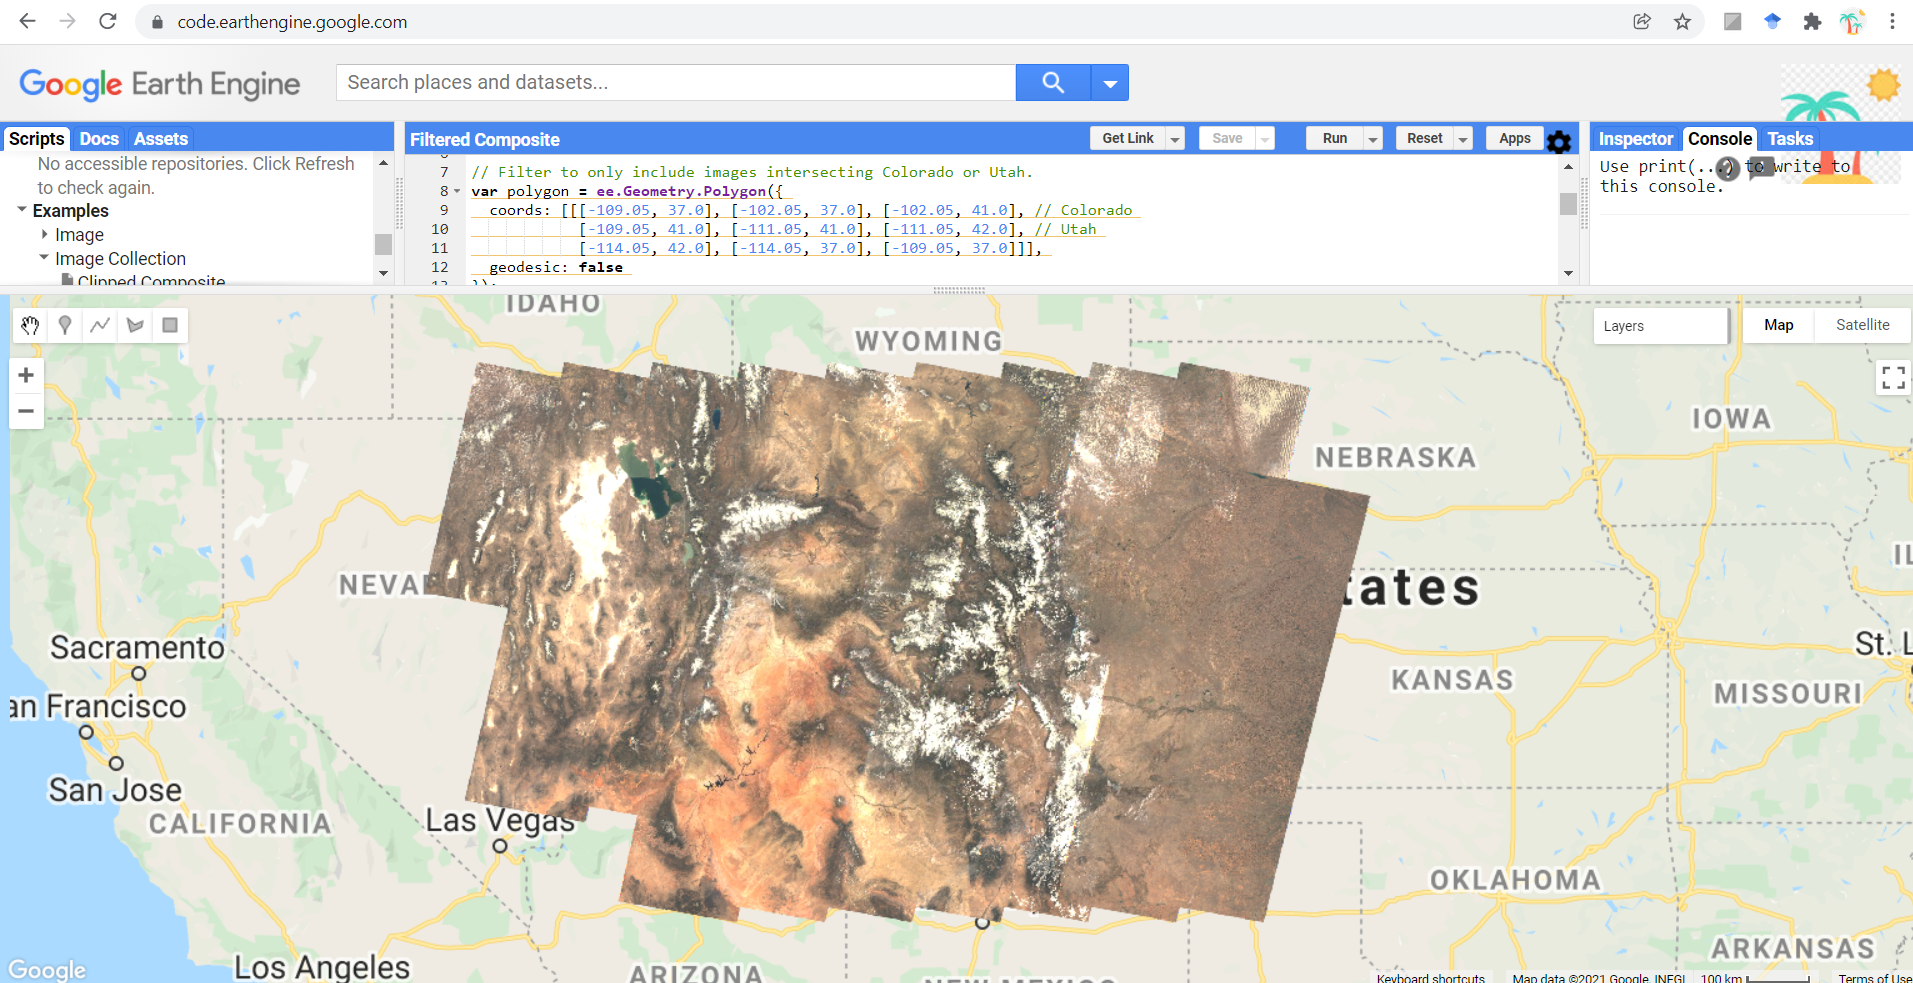 code.earthengine.google.com
Google Earth Engine
Search places and datasets...
Scripts Docs Assets
No accessible repositories. Click Refresh
to check again.
Examples
Image
Image Collection
Clipped Composite
Filtered Composite
Get Link
Save
Run
Reset
Apps
7 // Filter to only include images intersecting Colorado or Utah.
8 var polygon = ee.Geometry.Polygon({
9 coords: [[[-109.05, 37.0], [-102.05, 37.0], [-102.05, 41.0], // Colorado
10 [-109.05, 41.0], [-111.05, 41.0], [-111.05, 42.0], // Utah
11 [-114.05, 42.0], [-114.05, 37.0], [-109.05, 37.0]]],
12 geodesic: false
});
Inspector Console Tasks
Use print(...) to write to
this console.
Layers
Map
Satellite
IDAHO
WYOMING
IOWA
NEBRASKA
NEVA
tates
Sacramento
St. L
KANSAS
MISSOURI
an Francisco
San Jose
CALIFORNIA
Las Vegas
OKLAHOMA
ARKANSAS
Los Angeles
ARIZONA
NEW MEXICO
Google
Keyboard shortcuts
Map data ©2021 Google, INEGI
100 km
Terms of Use